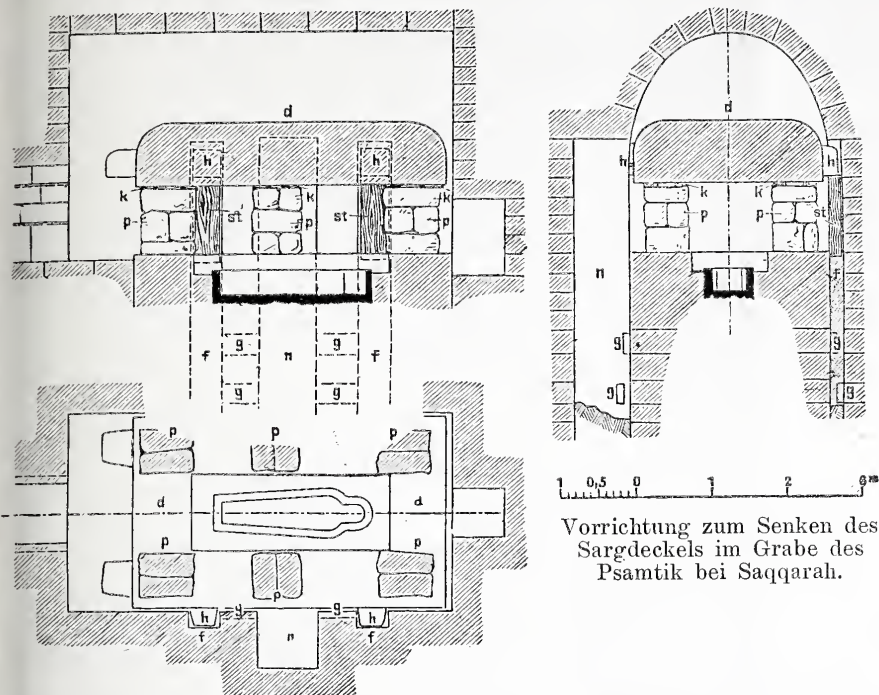 d
d
h
h
h
h
k
k
k
k
p
p
p
p
p
st
st
st
n
f
g
n
g
f
g
g
g
g
g
g
f
p
p
p
d
d
p
p
p
h
g
g
h
f
n
f
1 0,5 0 1 2
Vorrichtung zum Senken des
Sargdeckels im Grabe des
Psamtik bei Saqqarah.